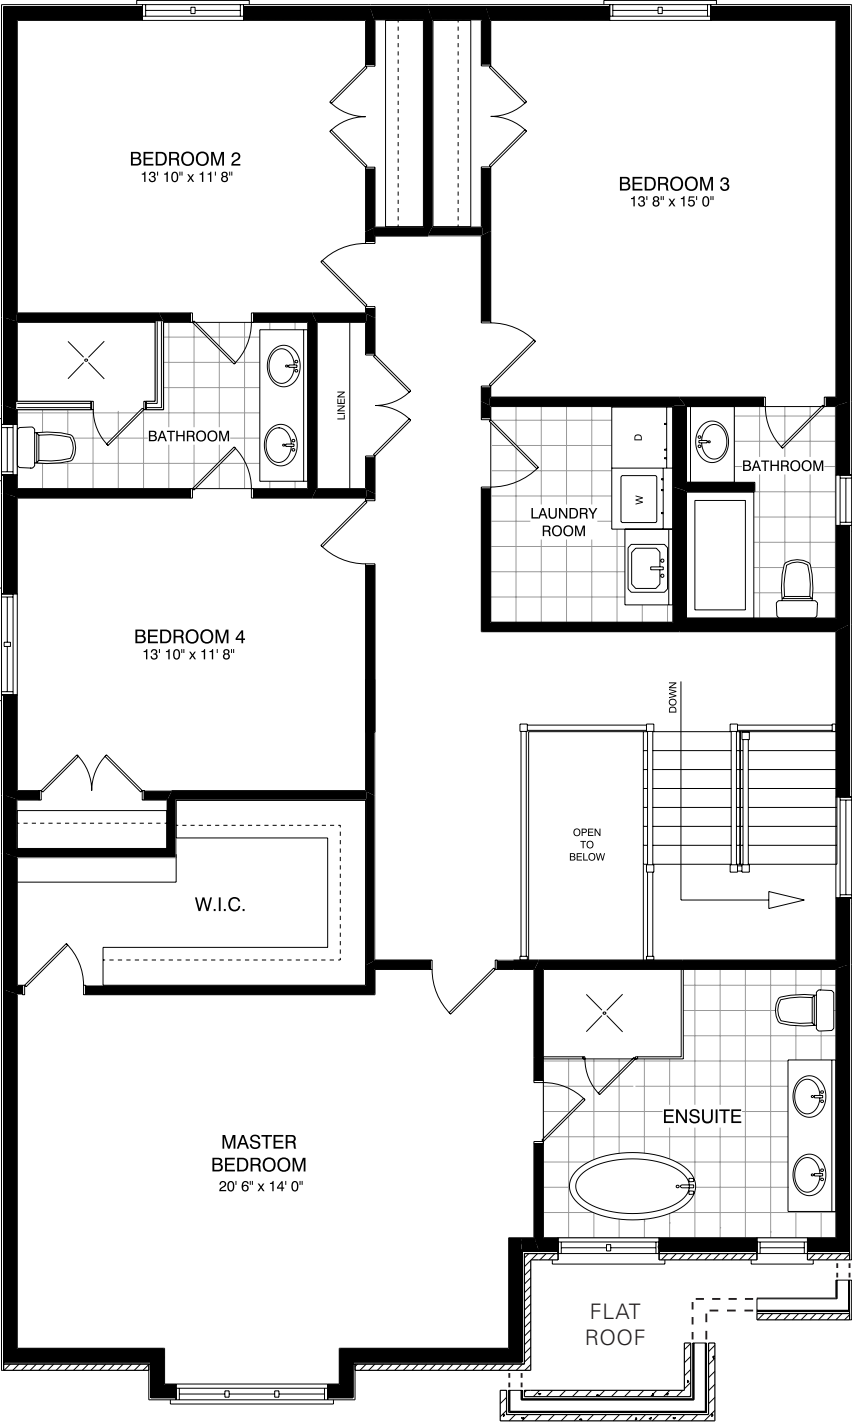 BEDROOM 2
13' 10" x 11' 8"
BEDROOM 3
13' 8" x 15' 0"
LINEN
BATHROOM
D
W
LAUNDRY
ROOM
BATHROOM
BEDROOM 4
13' 10" x 11' 8"
DOWN
OPEN
TO
BELOW
W.I.C.
MASTER
BEDROOM
20' 6" x 14' 0"
ENSUITE
FLAT
ROOF